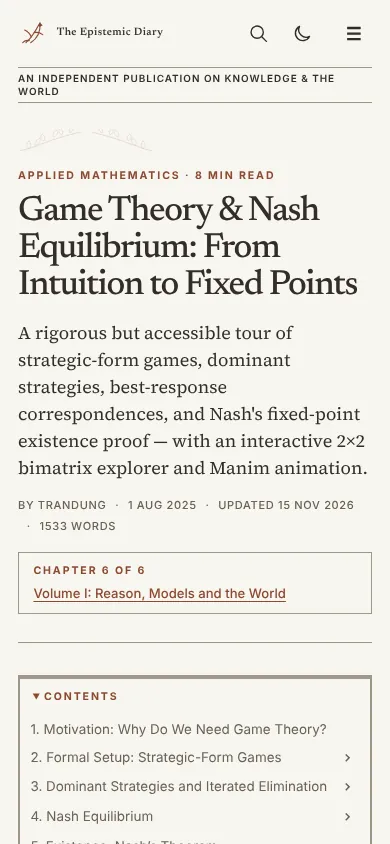 The Epistemic Diary
AN INDEPENDENT PUBLICATION ON KNOWLEDGE & THE
WORLD
APPLIED MATHEMATICS · 8 MIN READ
Game Theory & Nash
Equilibrium: From
Intuition to Fixed Points
A rigorous but accessible tour of
strategic-form games, dominant
strategies, best-response
correspondences, and Nash's fixed-point
existence proof — with an interactive 2×2
bimatrix explorer and Manim animation.
BY TRANDUNG · 1 AUG 2025 · UPDATED 15 NOV 2026
· 1533 WORDS
CHAPTER 6 OF 6
Volume I: Reason, Models and the World
▼ CONTENTS
1. Motivation: Why Do We Need Game Theory?
2. Formal Setup: Strategic-Form Games
3. Dominant Strategies and Iterated Elimination
4. Nash Equilibrium
5. Existence: Nash's Theorem